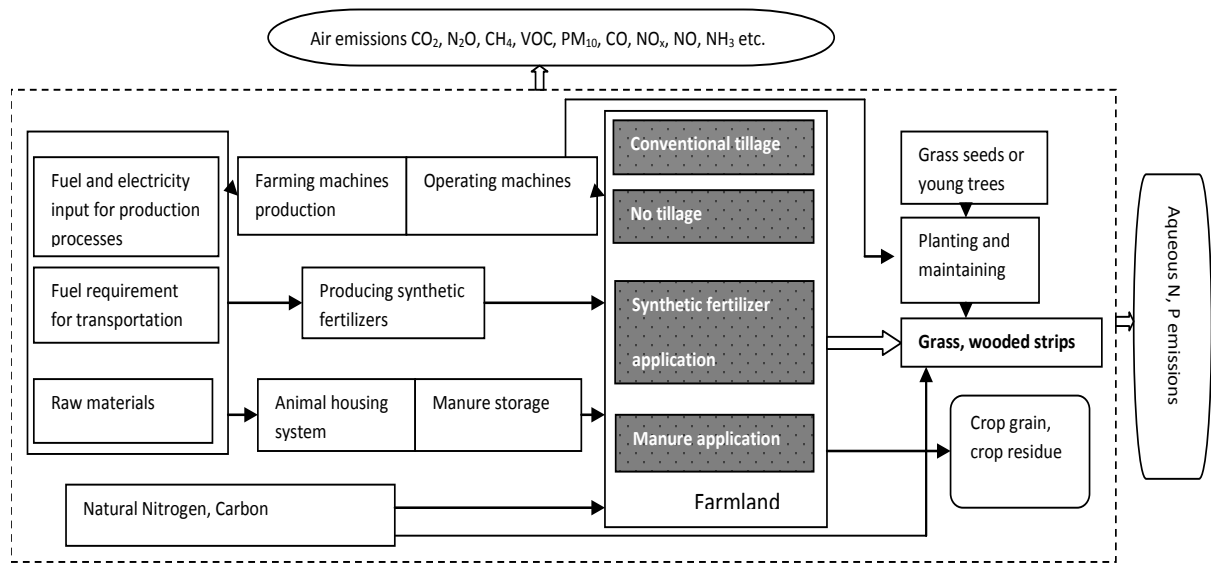 Air emissions CO₂, N₂O, CH₄, VOC, PM₁₀, CO, NOₓ, NO, NH₃ etc.
Fuel and electricity
input for production
processes
Fuel requirement
for transportation
Raw materials
Farming machines
production
Operating machines
Producing synthetic
fertilizers
Animal housing
system
Manure storage
Natural Nitrogen, Carbon
Conventional tillage
No tillage
Synthetic fertilizer
application
Manure application
Farmland
Grass seeds or
young trees
Planting and
maintaining
Grass, wooded strips
Crop grain,
crop residue
Aqueous N, P emissions